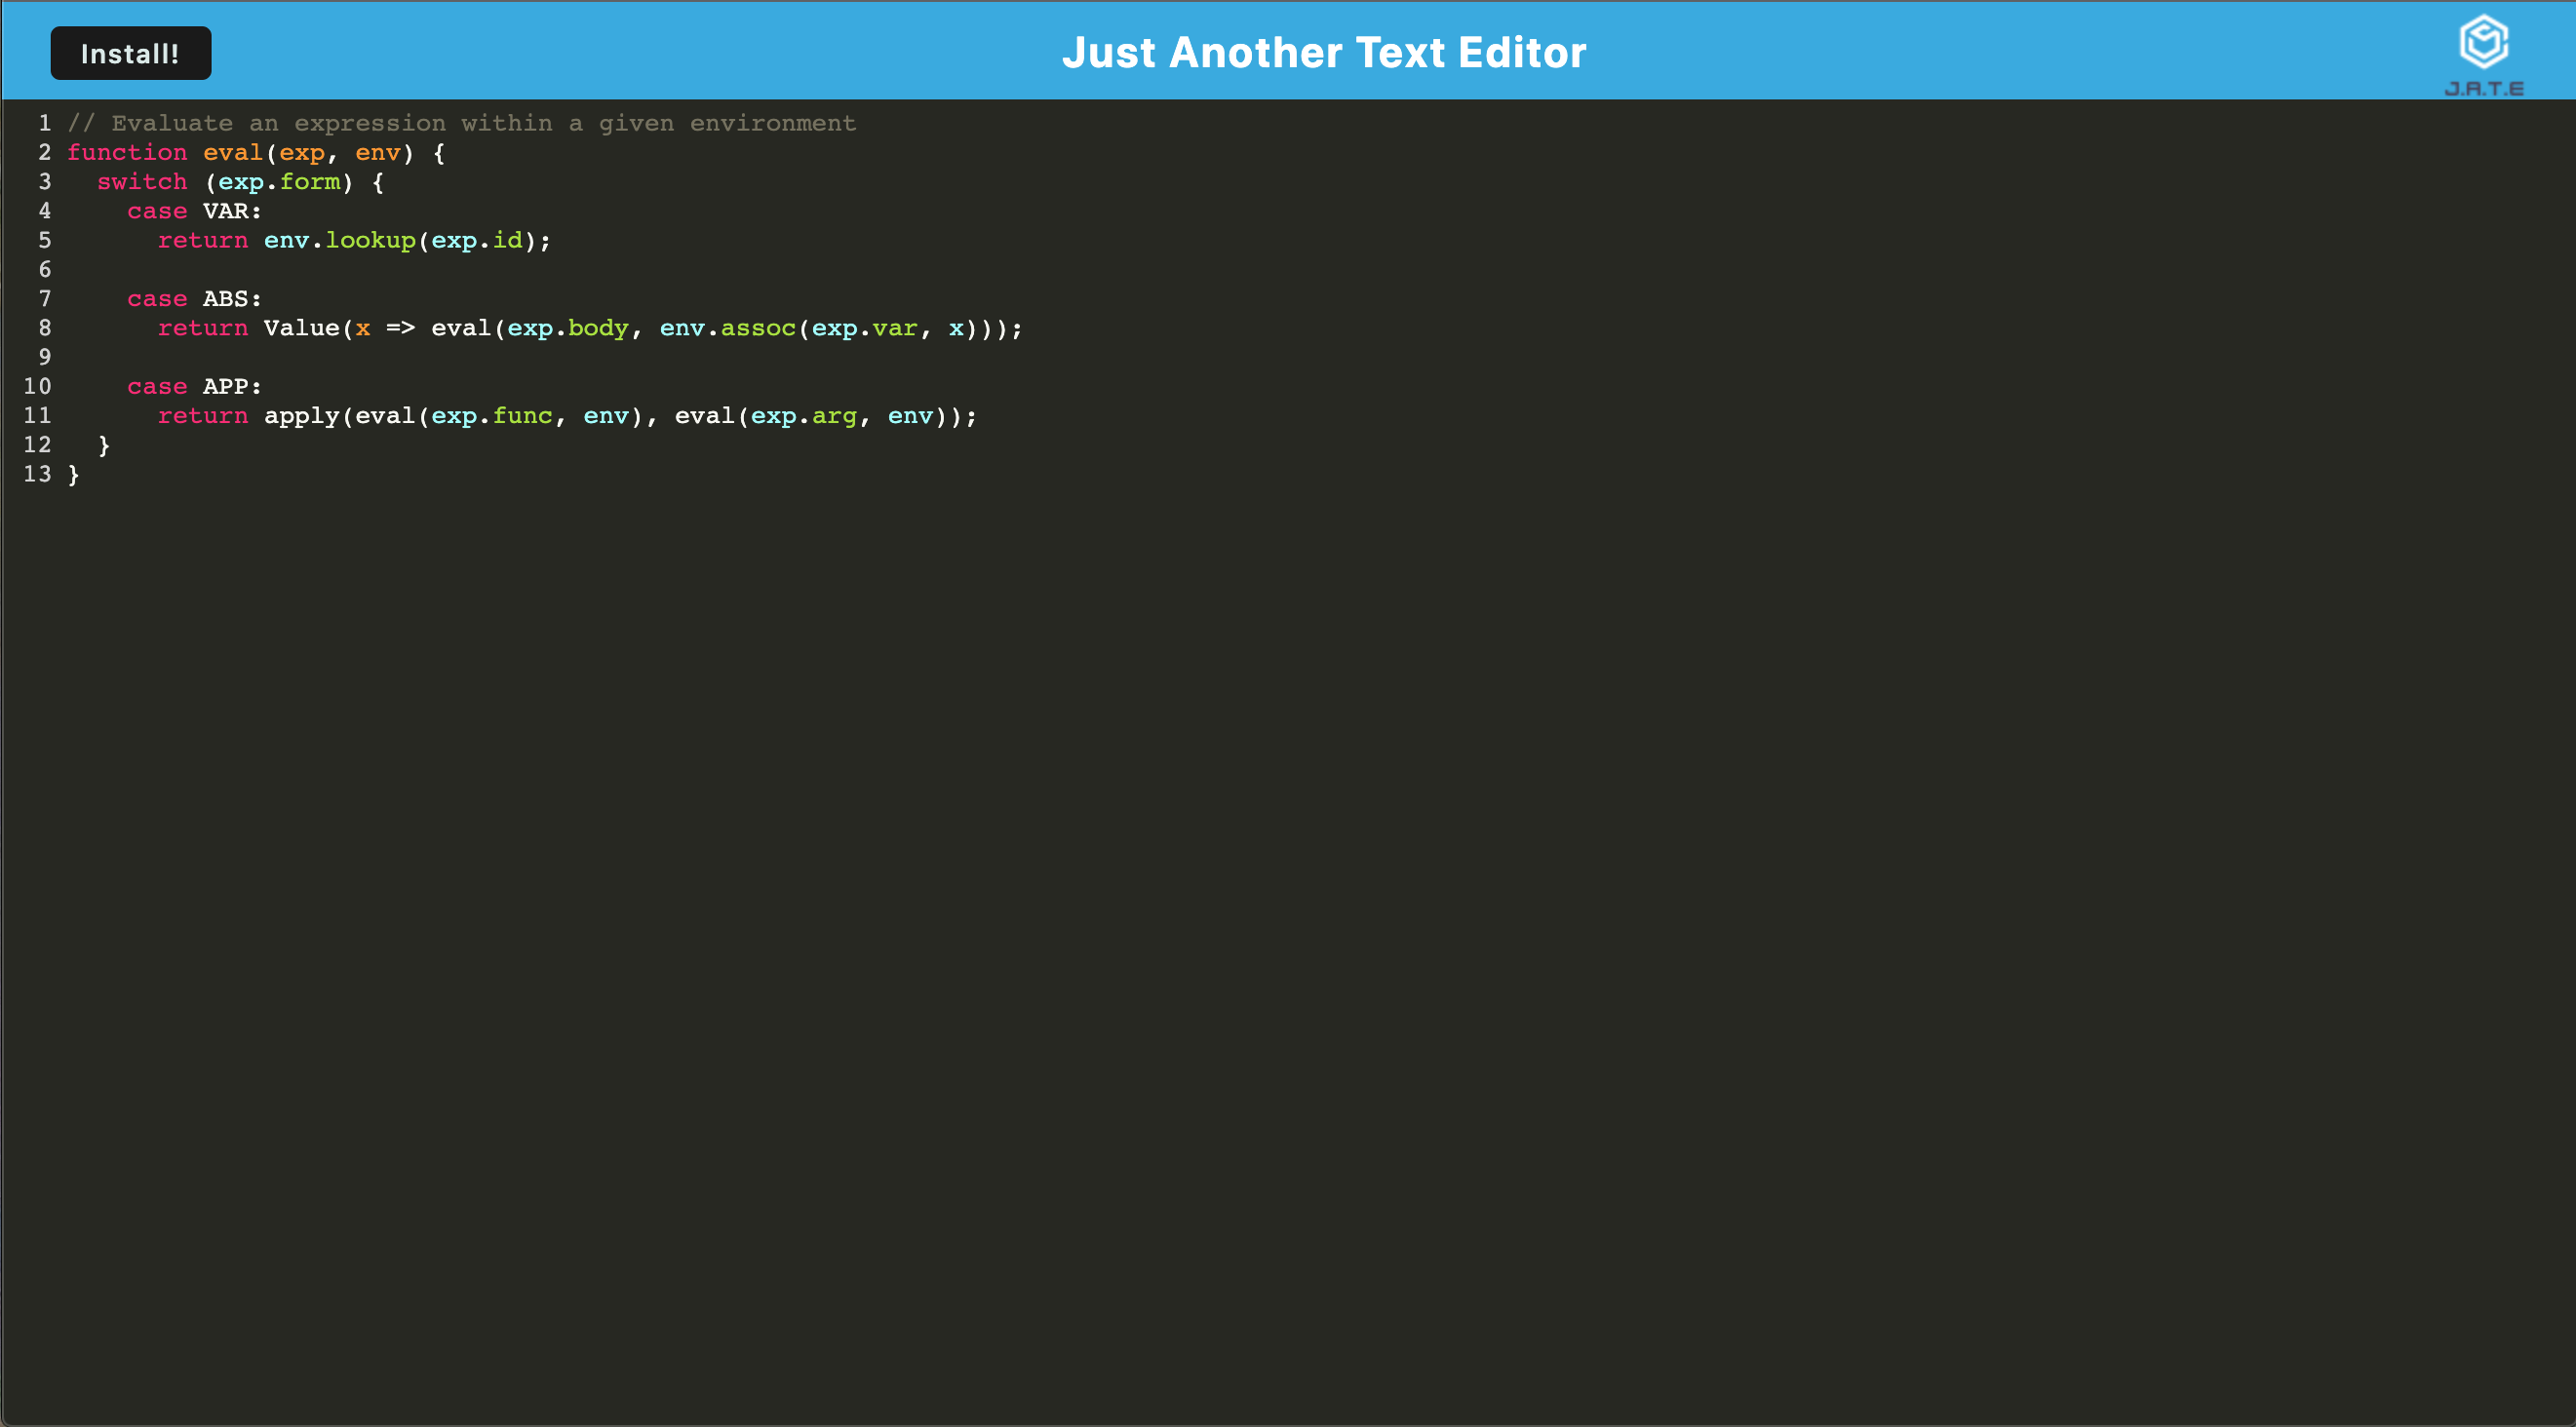 Install!
Just Another Text Editor
J.A.T.E
1 // Evaluate an expression within a given environment
2 function eval(exp, env) {
3   switch (exp.form) {
4     case VAR:
5       return env.lookup(exp.id);
6
7     case ABS:
8       return Value(x => eval(exp.body, env.assoc(exp.var, x)));
9
10     case APP:
11       return apply(eval(exp.func, env), eval(exp.arg, env));
12   }
13 }